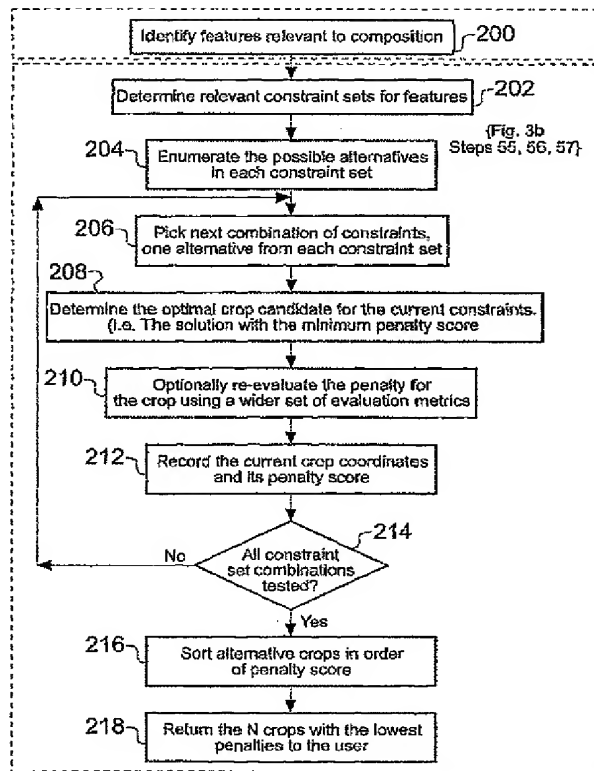 Identify features relevant to composition
200
Determine relevant constraint sets for features
202
{Fig. 3b
Steps 55, 56, 57}
204
Enumerate the possible alternatives
in each constraint set
206
Pick next combination of constraints,
one alternative from each constraint set
208
Determine the optimal crop candidate for the current constraints.
(i.e. The solution with the minimum penalty score
210
Optionally re-evaluate the penalty for
the crop using a wider set of evaluation metrics
212
Record the current crop coordinates
and its penalty score
214
No
All constraint
set combinations
tested?
Yes
216
Sort alternative crops in order
of penalty score
218
Return the N crops with the lowest
penalties to the user